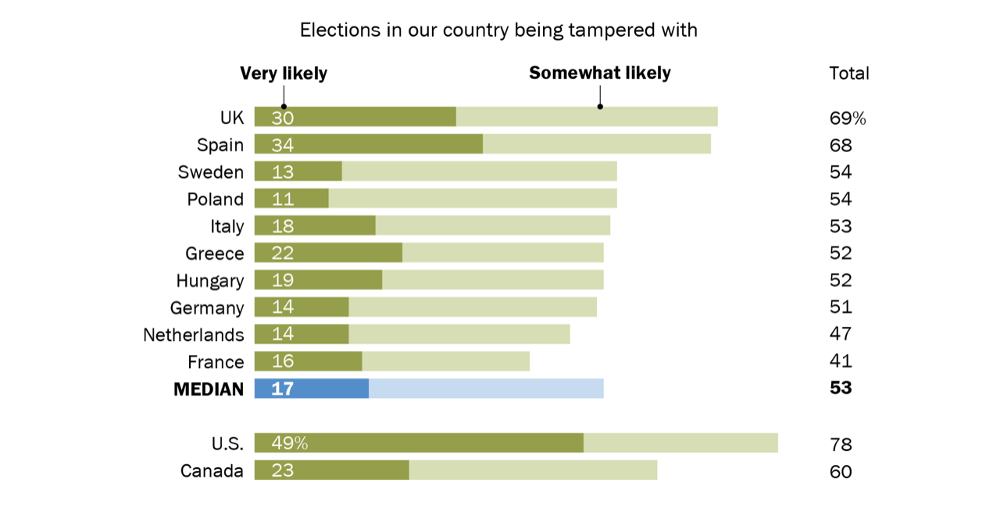 Elections in our country being tampered with
Very likely Somewhat likely Total
UK 30 69%
Spain 34 68
Sweden 13 54
Poland 11 54
Italy 18 53
Greece 22 52
Hungary 19 52
Germany 14 51
Netherlands 14 47
France 16 41
MEDIAN 17 53
U.S. 49% 78
Canada 23 60